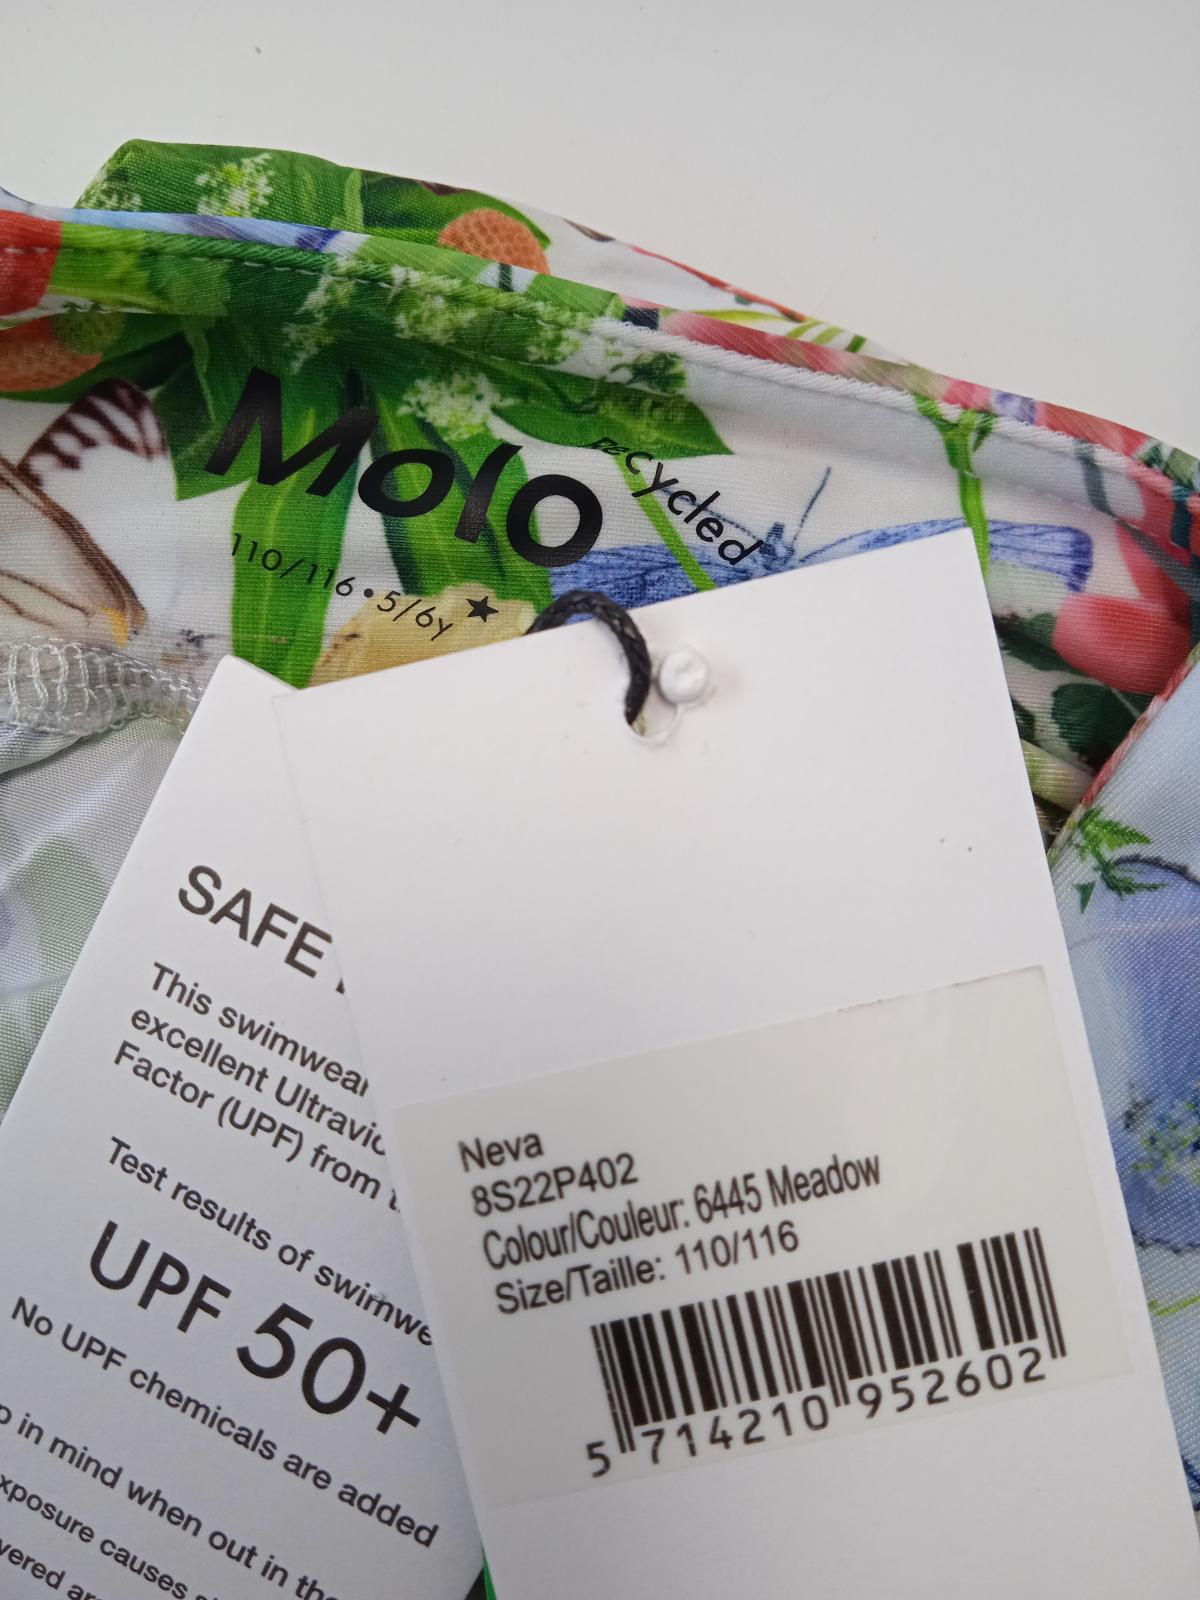 Molo
recycled
110/116•5/6y
SAFE
This swimwear
excellent Ultravio
Factor (UPF) from
Test results of swimwe
UPF 50+
No UPF chemicals are added
p in mind when out in the
xposure causes
vered
Neva
8S22P402
Colour/Couleur: 6445 Meadow
Size/Taille: 110/116
5 714210 952602